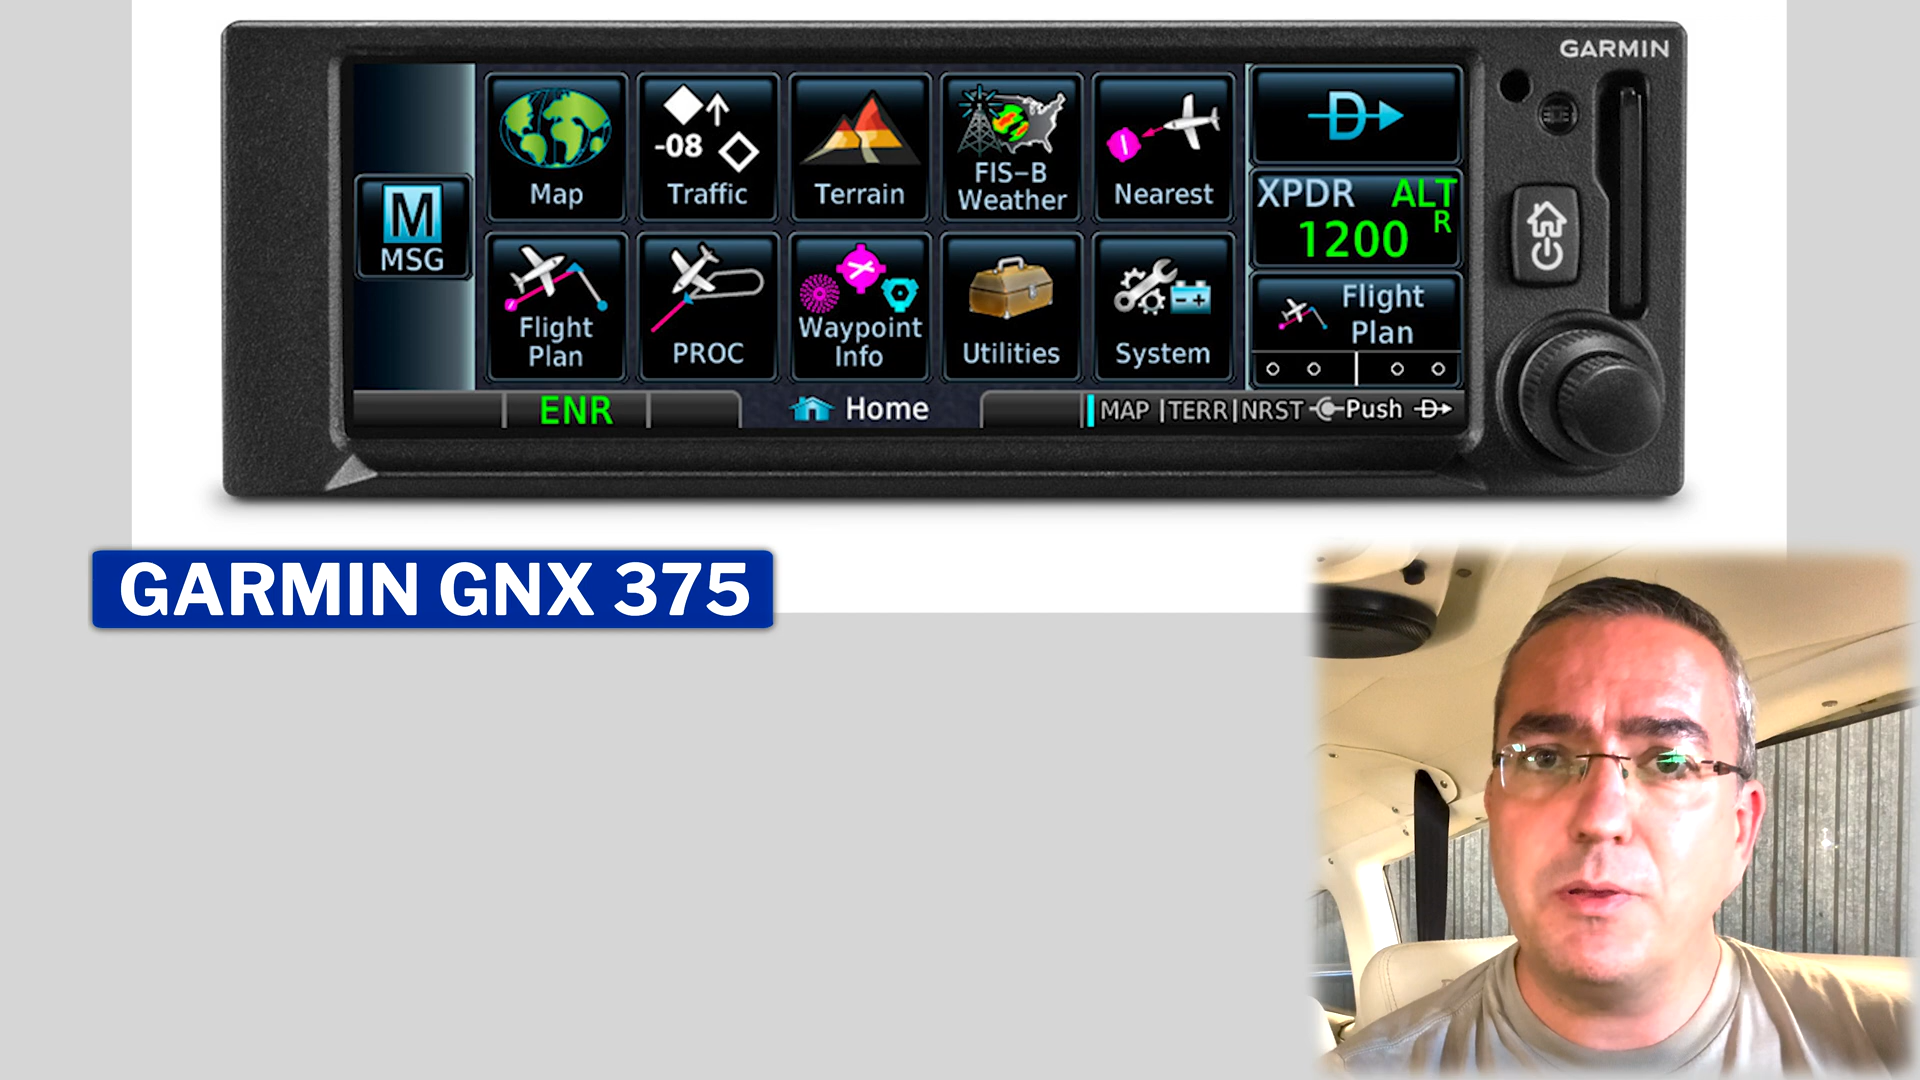 GARMIN
Map
-08
Traffic
Terrain
FIS-B
Weather
Nearest
D
XPDR ALT
1200 R
M
MSG
Flight
Plan
PROC
Waypoint
Info
Utilities
System
Flight
Plan
ENR
Home
MAP |TERR|NRST Push D
GARMIN GNX 375